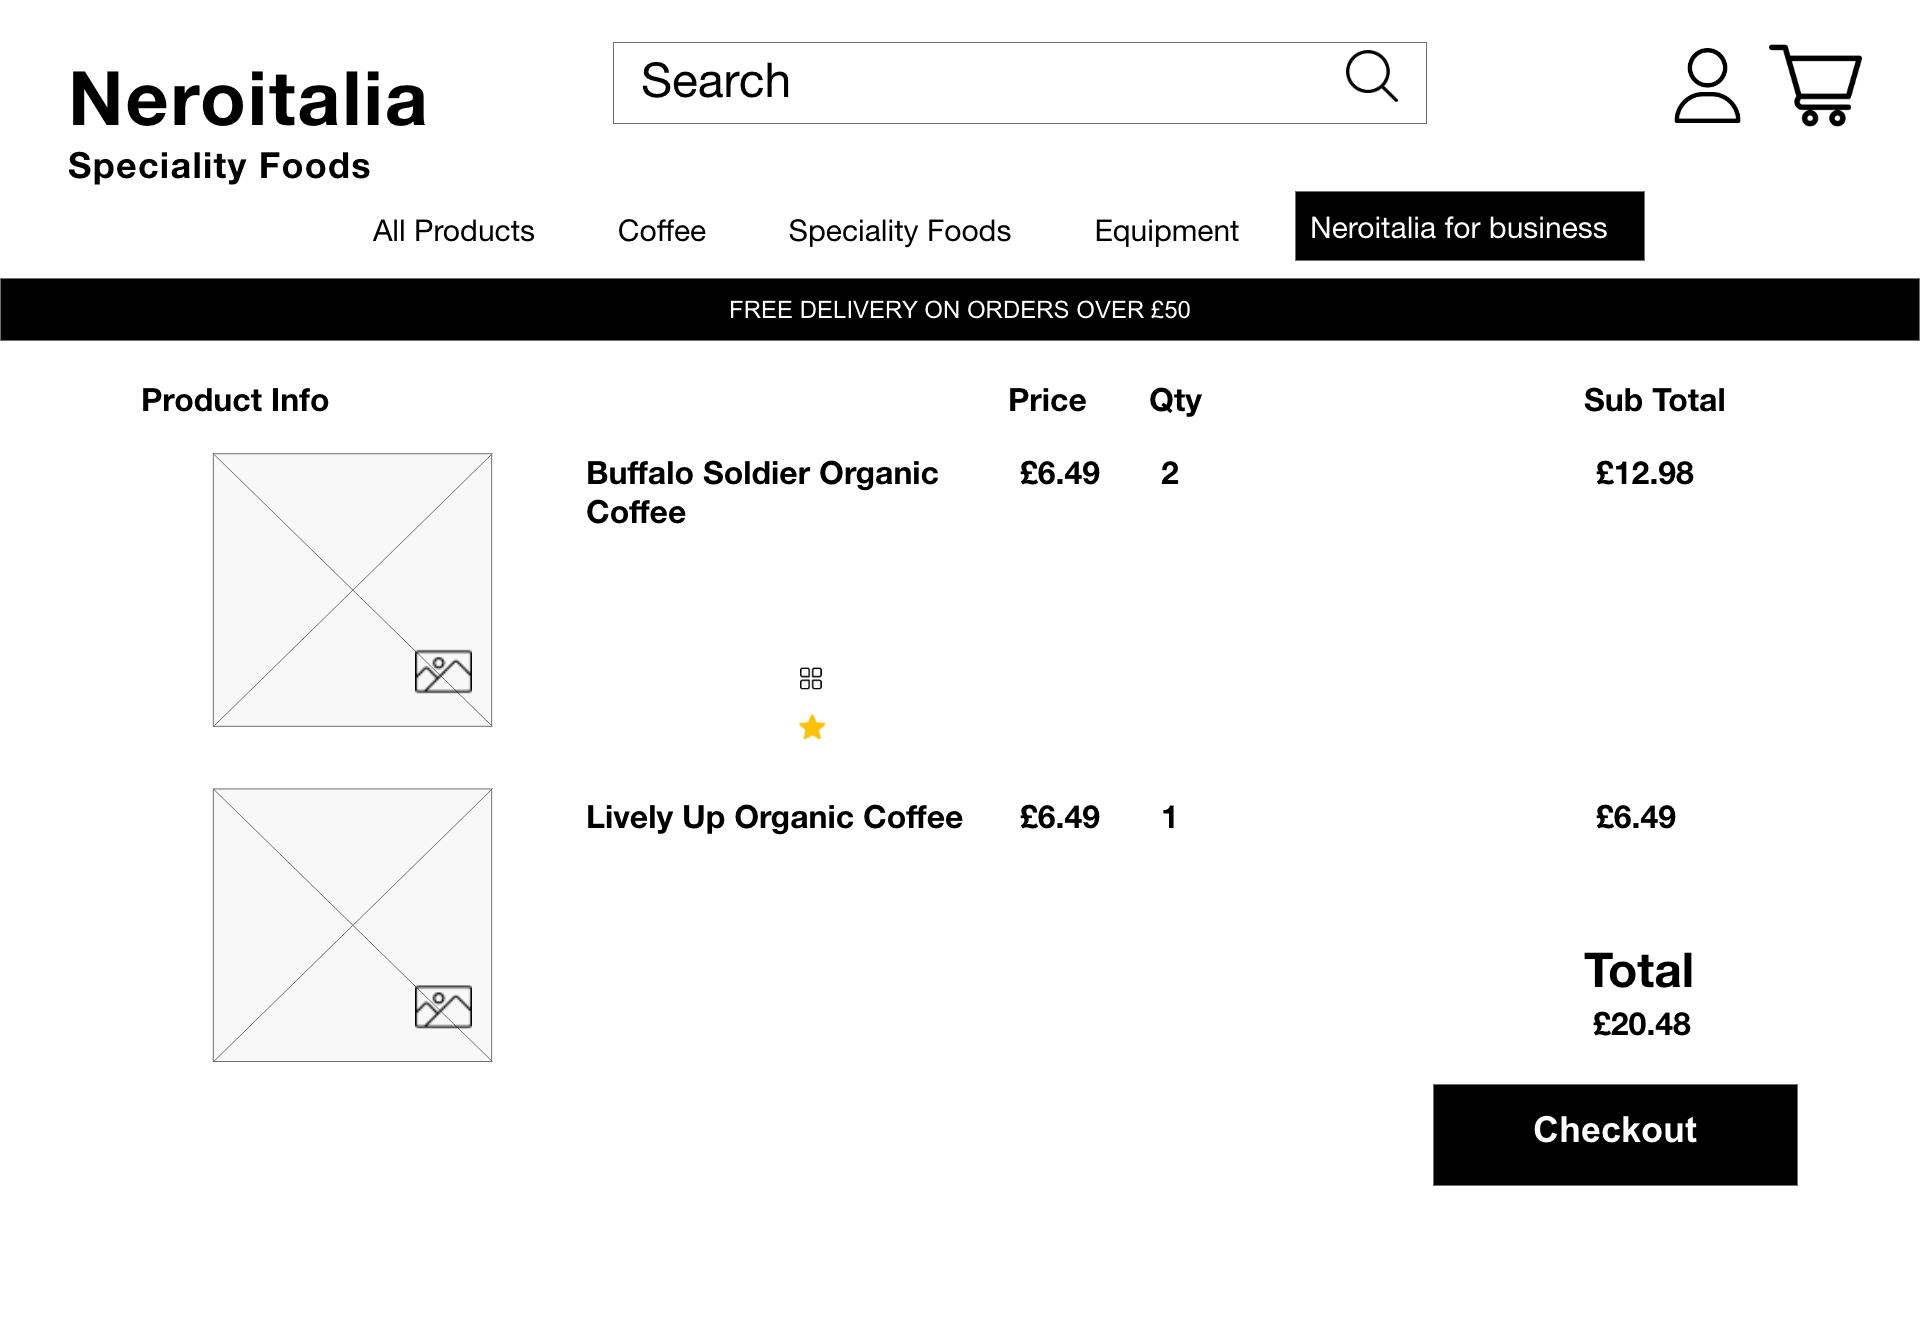 Neroitalia
Speciality Foods
Search
All Products
Coffee
Speciality Foods
Equipment
Neroitalia for business
FREE DELIVERY ON ORDERS OVER £50
Product Info
Price
Qty
Sub Total
Buffalo Soldier Organic
Coffee
£6.49
2
£12.98
Lively Up Organic Coffee
£6.49
1
£6.49
Total
£20.48
Checkout